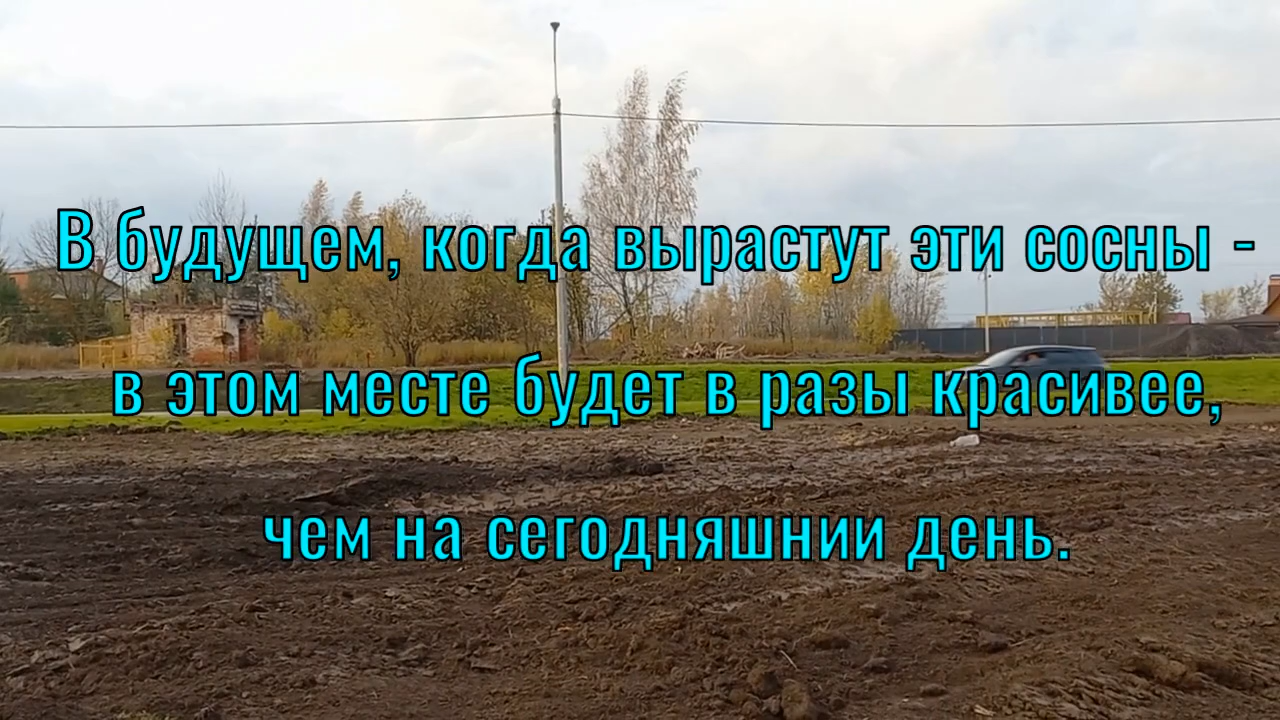 В будущем, когда вырастут эти сосны -
в этом месте будет в разы красивее,
чем на сегодняшнии день.